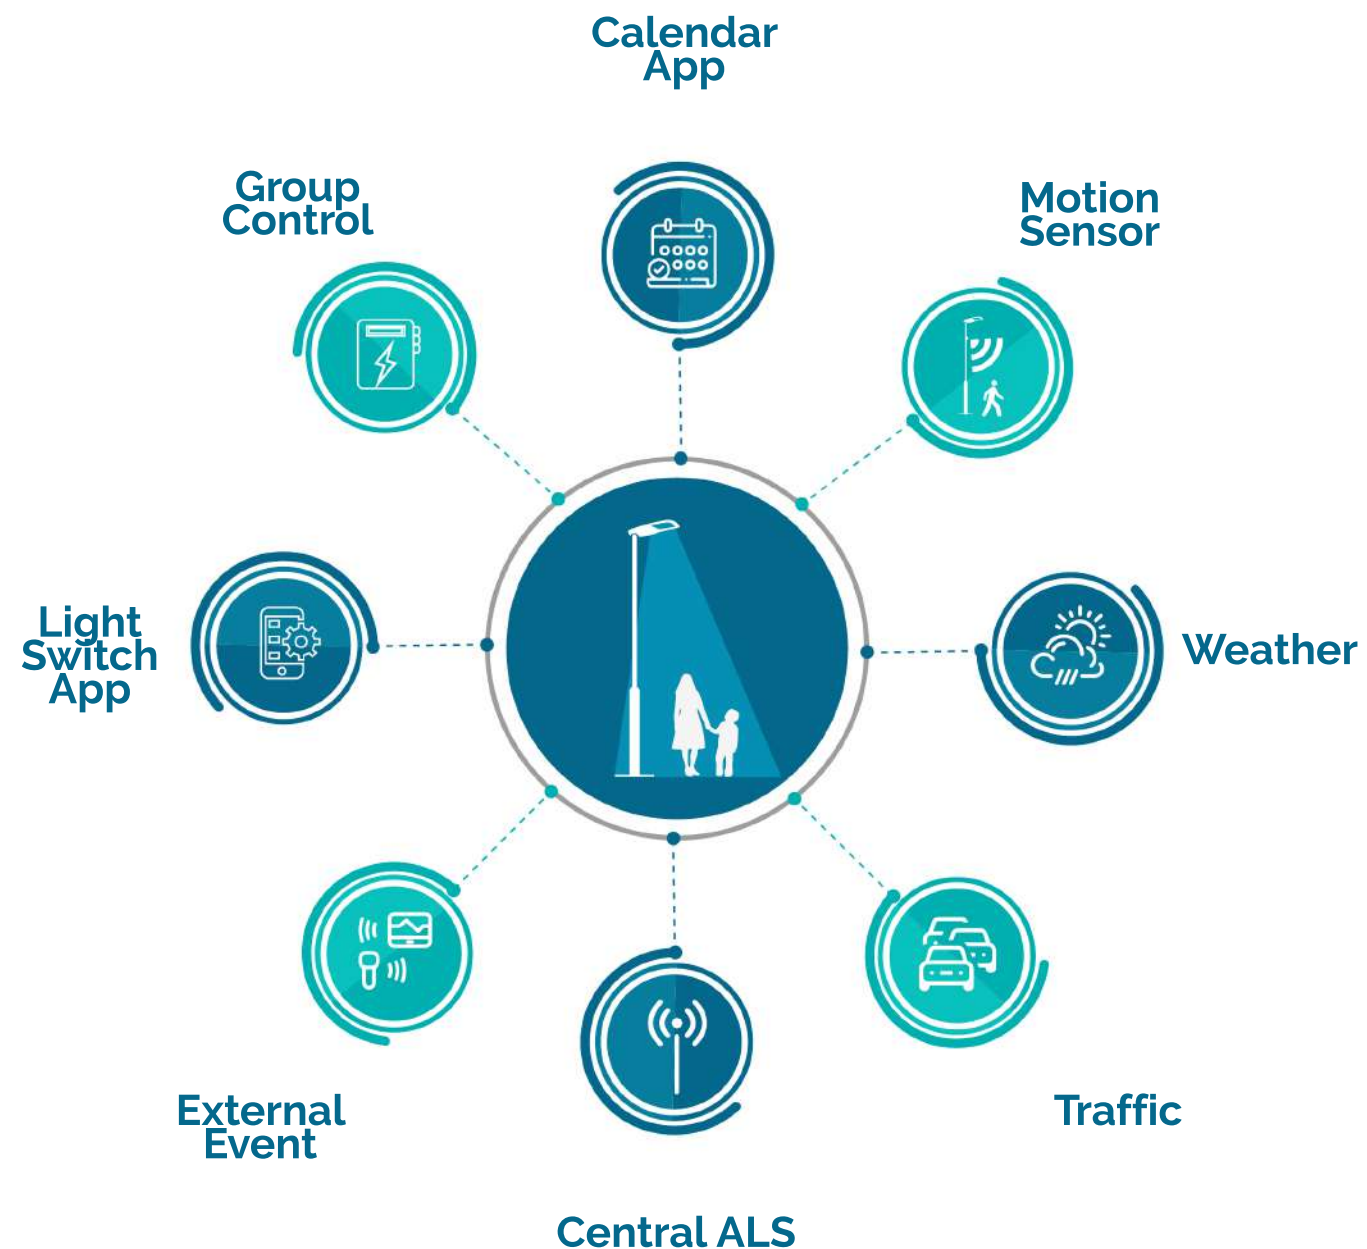 Calendar
App
Group
Control
Motion
Sensor
Light
Switch
App
Weather
External
Event
Traffic
Central ALS